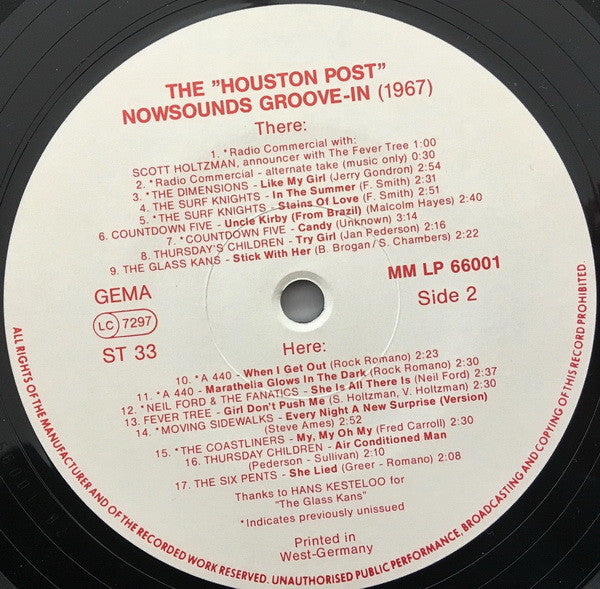 THE "HOUSTON POST"
NOWSOUNDS GROOVE-IN (1967)
There:
1. *Radio Commercial with:
SCOTT HOLTZMAN, announcer with The Fever Tree 1:00
2. *Radio Commercial - alternate take (music only) 0:30
3. *THE DIMENSIONS - Like My Girl (Jerry Gondron) 2:54
4. THE SURF KNIGHTS - In The Summer (F. Smith) 2:31
5. *THE SURF KNIGHTS - Stains Of Love (F. Smith) 2:51
6. COUNTDOWN FIVE - Uncle Kirby (From Brazil) (Malcolm Hayes) 2:40
7. *COUNTDOWN FIVE - Candy (Unknown) 3:14
8. THURSDAY'S CHILDREN - Try Girl (Jan Pederson) 2:16
9. THE GLASS KANS - Stick With Her (B. Brogan/S. Chambers) 2:22
GEMA
LC 7297
ST 33
MM LP 66001
Side 2
Here:
10. *A 440 - When I Get Out (Rock Romano) 2:23
11. *A 440 - Marathelia Glows In The Dark (Rock Romano) 2:30
12. *NEIL FORD & THE FANATICS - She Is All There Is (Neil Ford) 2:37
13. FEVER TREE - Girl Don't Push Me (S. Holtzman, V. Holtzman) 2:30
14. *MOVING SIDEWALKS - Every Night A New Surprise (Version)
(Steve Ames) 2:52
15. *THE COASTLINERS - My, My Oh My (Fred Carroll) 2:30
16. THURSDAY CHILDREN - Air Conditioned Man
(Pederson - Sullivan) 2:10
17. THE SIX PENTS - She Lied (Greer - Romano) 2:08
Thanks to HANS KESTELOO for
"The Glass Kans"
*Indicates previously unissued
Printed in
West-Germany
ALL RIGHTS OF THE MANUFACTURER AND OF THE OWNER OF THE RECORDED WORK RESERVED. UNAUTHORISED PUBLIC PERFORMANCE, BROADCASTING AND COPYING OF THIS RECORD PROHIBITED.